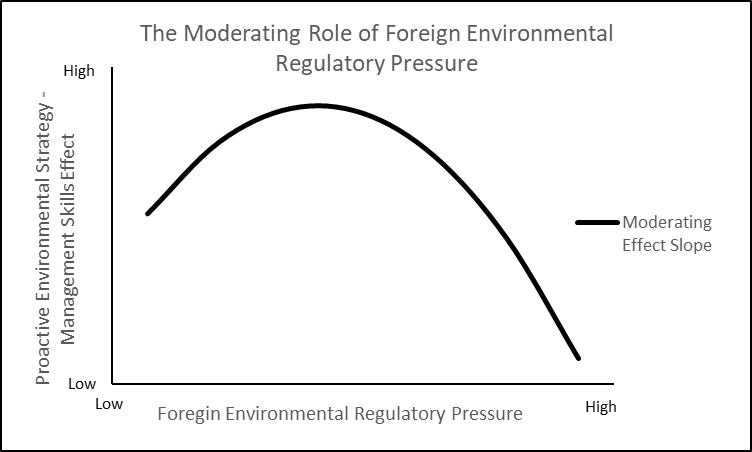 The Moderating Role of Foreign Environmental
Regulatory Pressure
High
Proactive Environmental Strategy -
Management Skills Effect
Moderating
Effect Slope
Low
Low
Foregin Environmental Regulatory Pressure
High